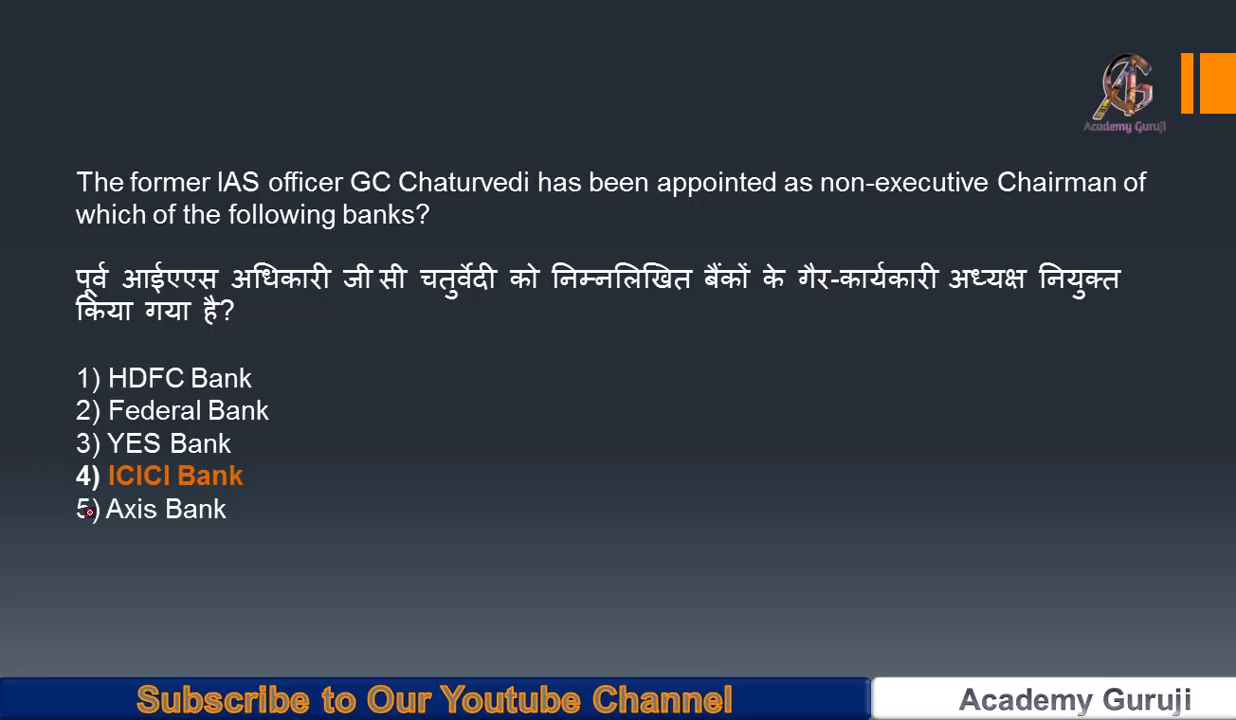 Academy Guruji
The former IAS officer GC Chaturvedi has been appointed as non-executive Chairman of
which of the following banks?
पूर्व आईएएस अधिकारी जी सी चतुर्वेदी को निम्नलिखित बैंकों के गैर-कार्यकारी अध्यक्ष नियुक्त
किया गया है?
1) HDFC Bank
2) Federal Bank
3) YES Bank
4) ICICI Bank
5) Axis Bank
Subscribe to Our Youtube Channel
Academy Guruji